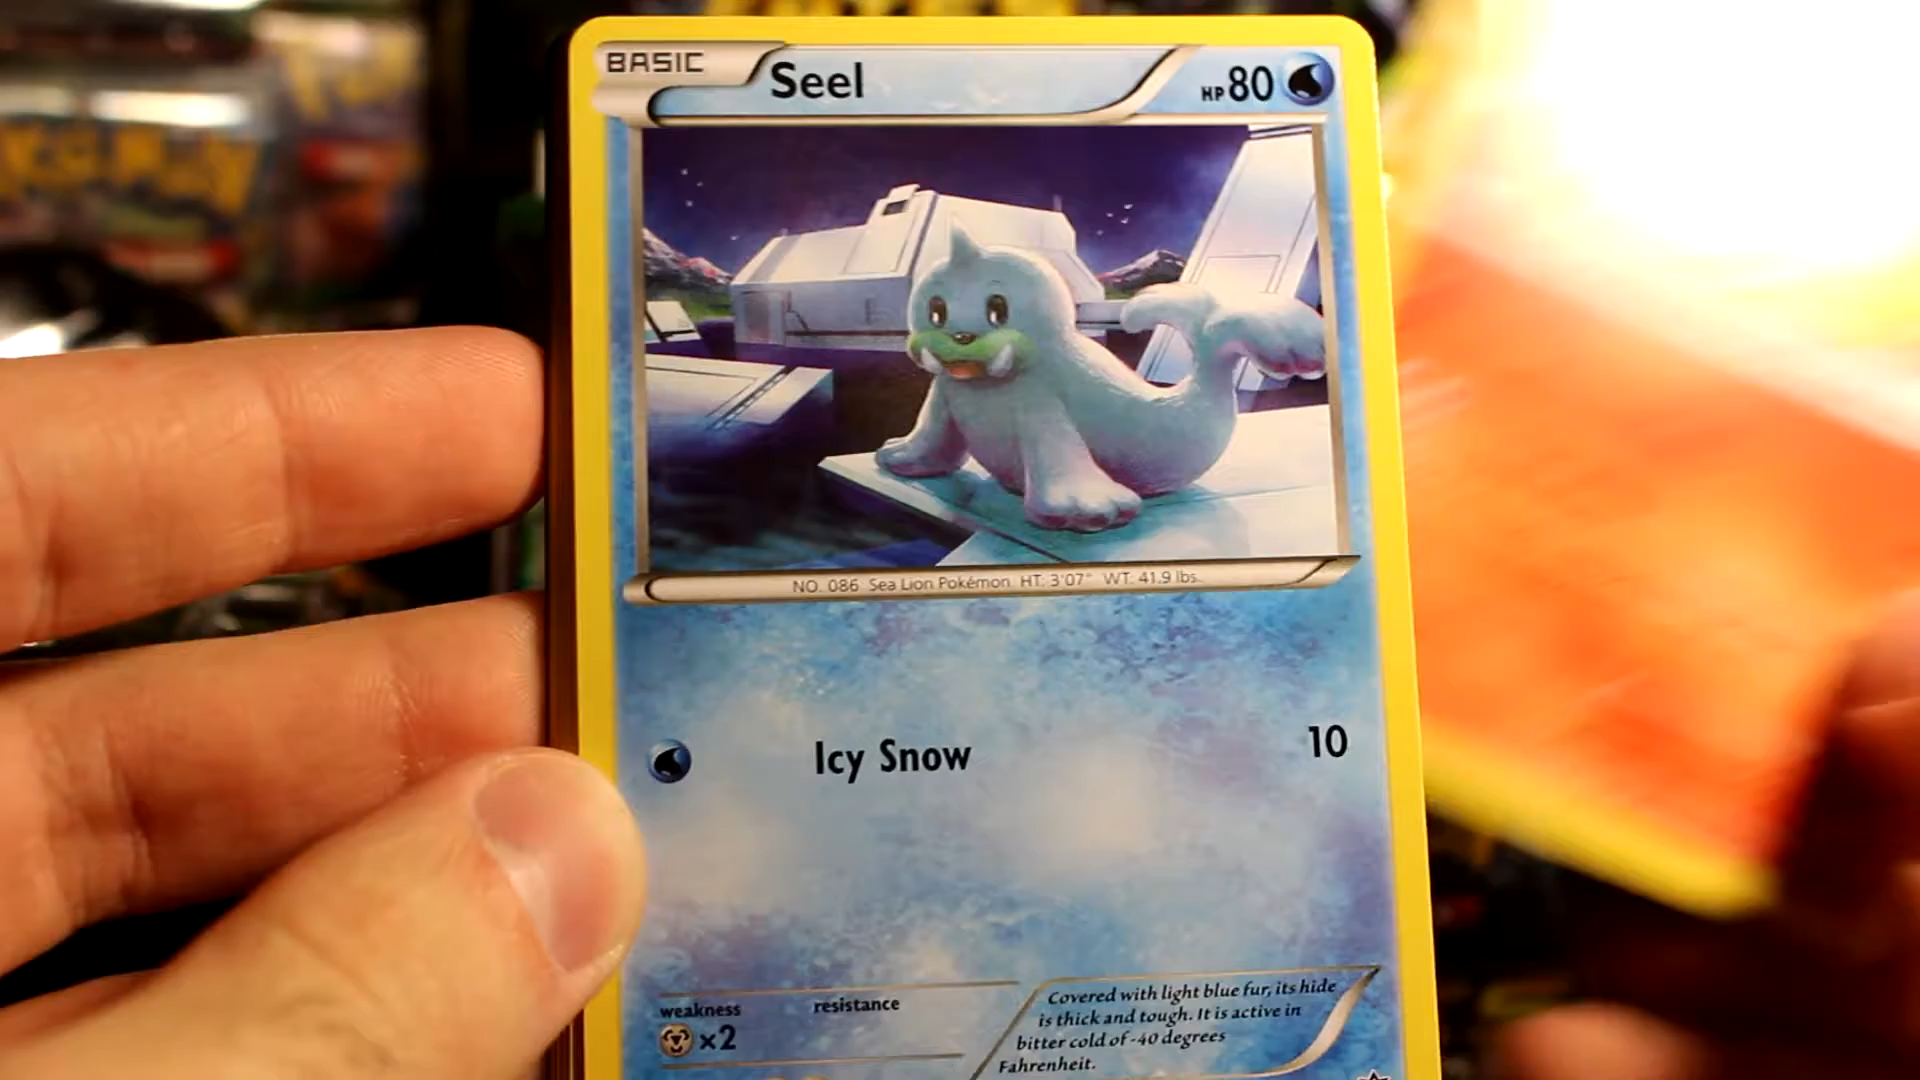 BASIC Seel HP 80
NO. 086 Sea Lion Pokémon HT: 3'07" WT: 41.9 lbs.
Icy Snow 10
weakness resistance
×2
Covered with light blue fur, its hide
is thick and tough. It is active in
bitter cold of -40 degrees
Fahrenheit.